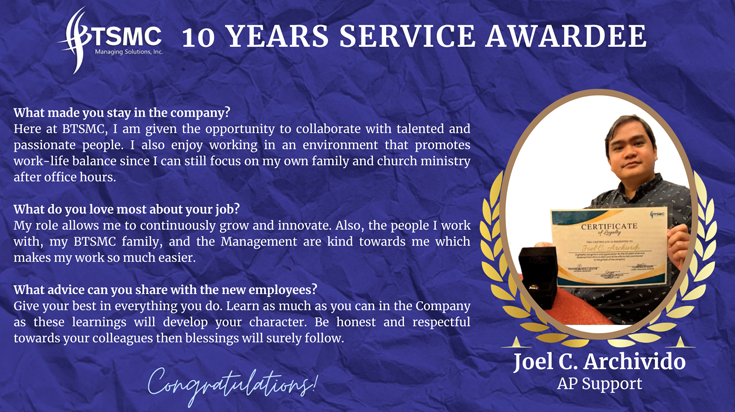 BTSMC
Managing Solutions, Inc.
10 YEARS SERVICE AWARDEE
What made you stay in the company?
Here at BTSMC, I am given the opportunity to collaborate with talented and
passionate people. I also enjoy working in an environment that promotes
work-life balance since I can still focus on my own family and church ministry
after office hours.
What do you love most about your job?
My role allows me to continuously grow and innovate. Also, the people I work
with, my BTSMC family, and the Management are kind towards me which
makes my work so much easier.
What advice can you share with the new employees?
Give your best in everything you do. Learn as much as you can in the Company
as these learnings will develop your character. Be honest and respectful
towards your colleagues then blessings will surely follow.
Congratulations!
BTSMC
CERTIFICATE
of Loyalty
Joel C. Archivido
Joel C. Archivido
AP Support